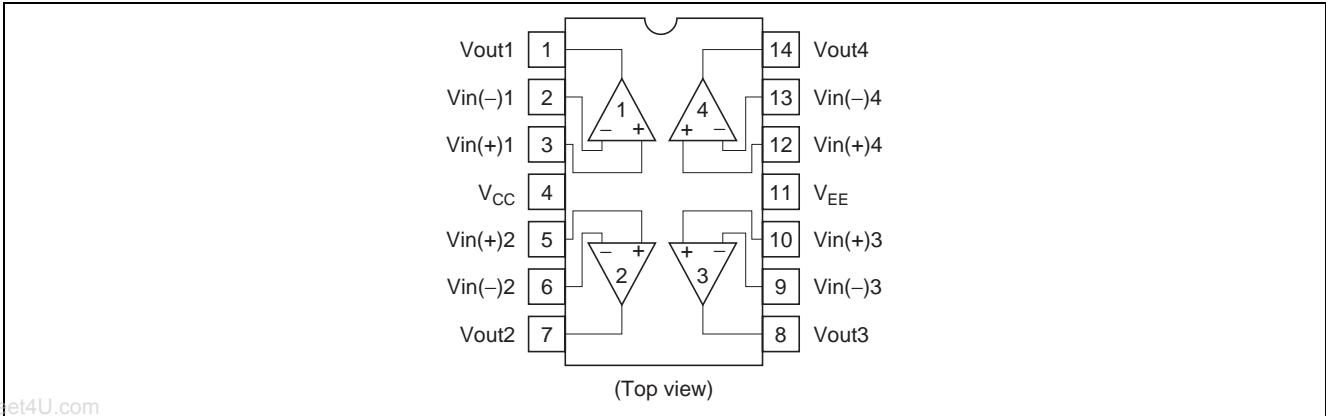 Vout1 1 14 Vout4
Vin(−)1 2 1 4 13 Vin(−)4
− + + −
Vin(+)1 3 12 Vin(+)4
VCC 4 11 VEE
Vin(+)2 5 10 Vin(+)3
− + + −
Vin(−)2 6 2 3 9 Vin(−)3
Vout2 7 8 Vout3
(Top view)
et4U.com